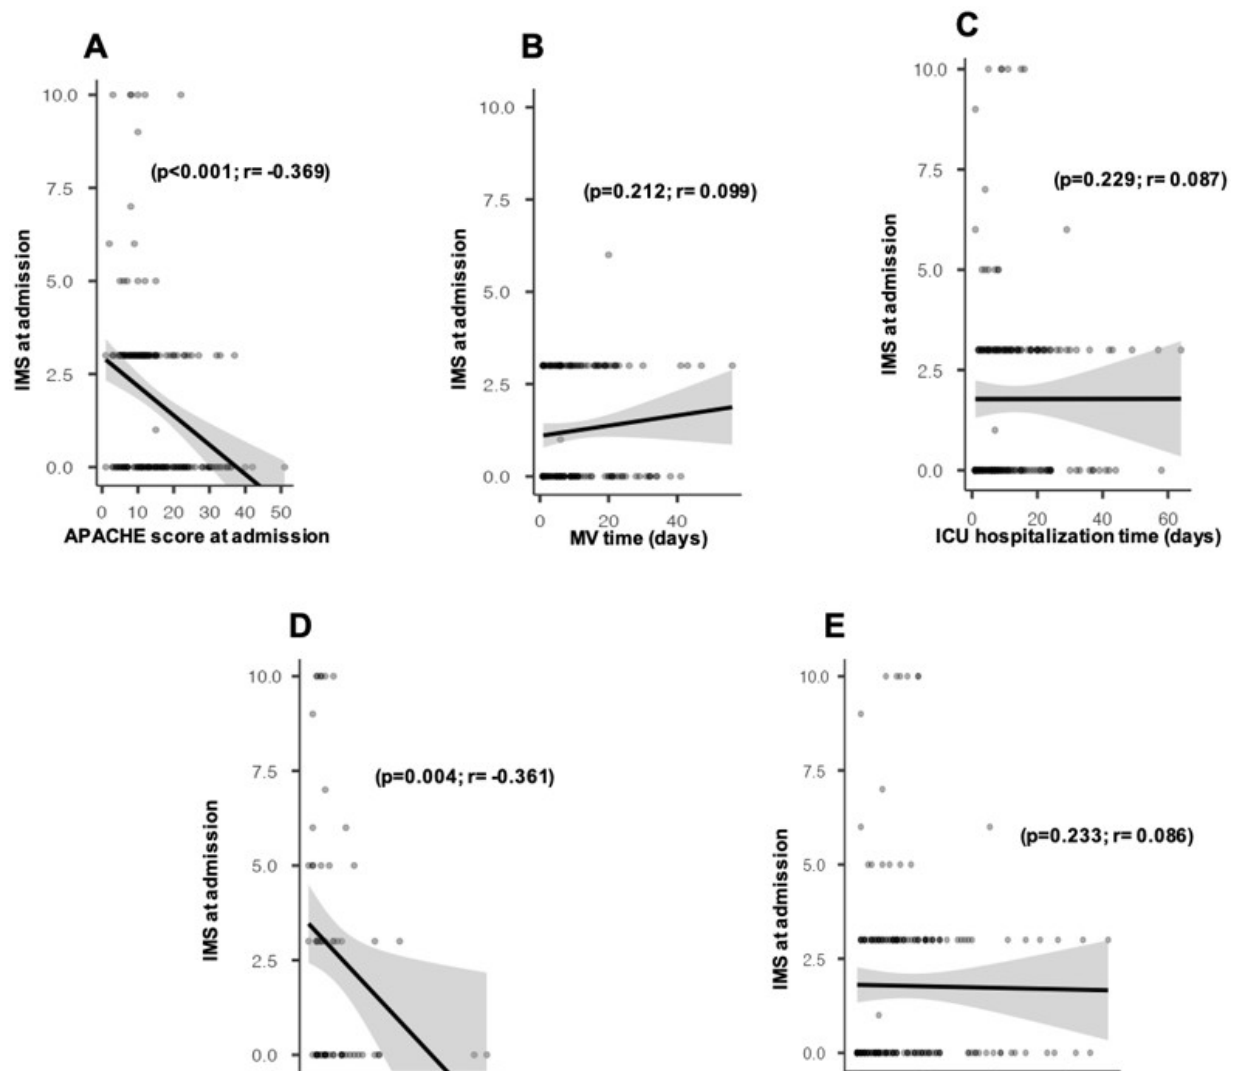 A
10.0
7.5
5.0
2.5
0.0
IMS at admission
(p<0.001; r= -0.369)
0 10 20 30 40 50
APACHE score at admission
B
10.0
7.5
5.0
2.5
0.0
IMS at admission
(p=0.212; r= 0.099)
0 20 40
MV time (days)
C
10.0
7.5
5.0
2.5
0.0
IMS at admission
(p=0.229; r= 0.087)
0 20 40 60
ICU hospitalization time (days)
D
10.0
7.5
5.0
2.5
0.0
IMS at admission
(p=0.004; r= -0.361)
E
10.0
7.5
5.0
2.5
0.0
IMS at admission
(p=0.233; r= 0.086)